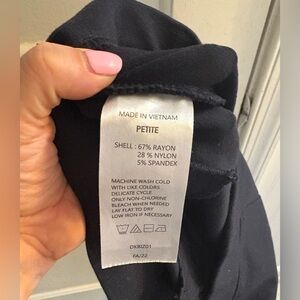 MADE IN VIETNAM
PETITE
SHELL : 67% RAYON
28 % NYLON
5% SPANDEX
MACHINE WASH COLD
WITH LIKE COLORS
DELICATE CYCLE
ONLY NON-CHLORINE
BLEACH WHEN NEEDED
LAY FLAT TO DRY
LOW IRON IF NECESSARY
DKRIZ01
FA/22